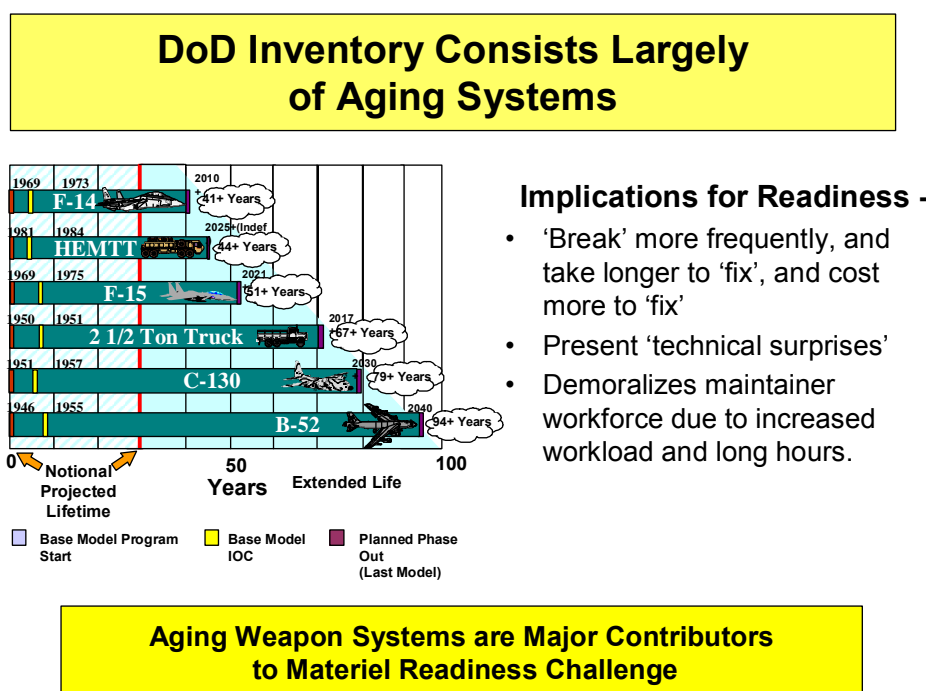 DoD Inventory Consists Largely
of Aging Systems
1969 1973 2010
+
F-14 41+ Years
1981 1984 2025+(Indef
HEMTT 44+ Years
1969 1975 2021
F-15 51+ Years
1950 1951 2017
2 1/2 Ton Truck +67+ Years
1951 1957 2030
C-130 79+ Years
1946 1955 2040
B-52 94+ Years
0 50 100
Notional
Projected
Lifetime
Years
Extended Life
Base Model Program
Start
Base Model
IOC
Planned Phase
Out
(Last Model)
Implications for Readiness -
• ‘Break’ more frequently, and
take longer to ‘fix’, and cost
more to ‘fix’
• Present ‘technical surprises’
• Demoralizes maintainer
workforce due to increased
workload and long hours.
Aging Weapon Systems are Major Contributors
to Materiel Readiness Challenge